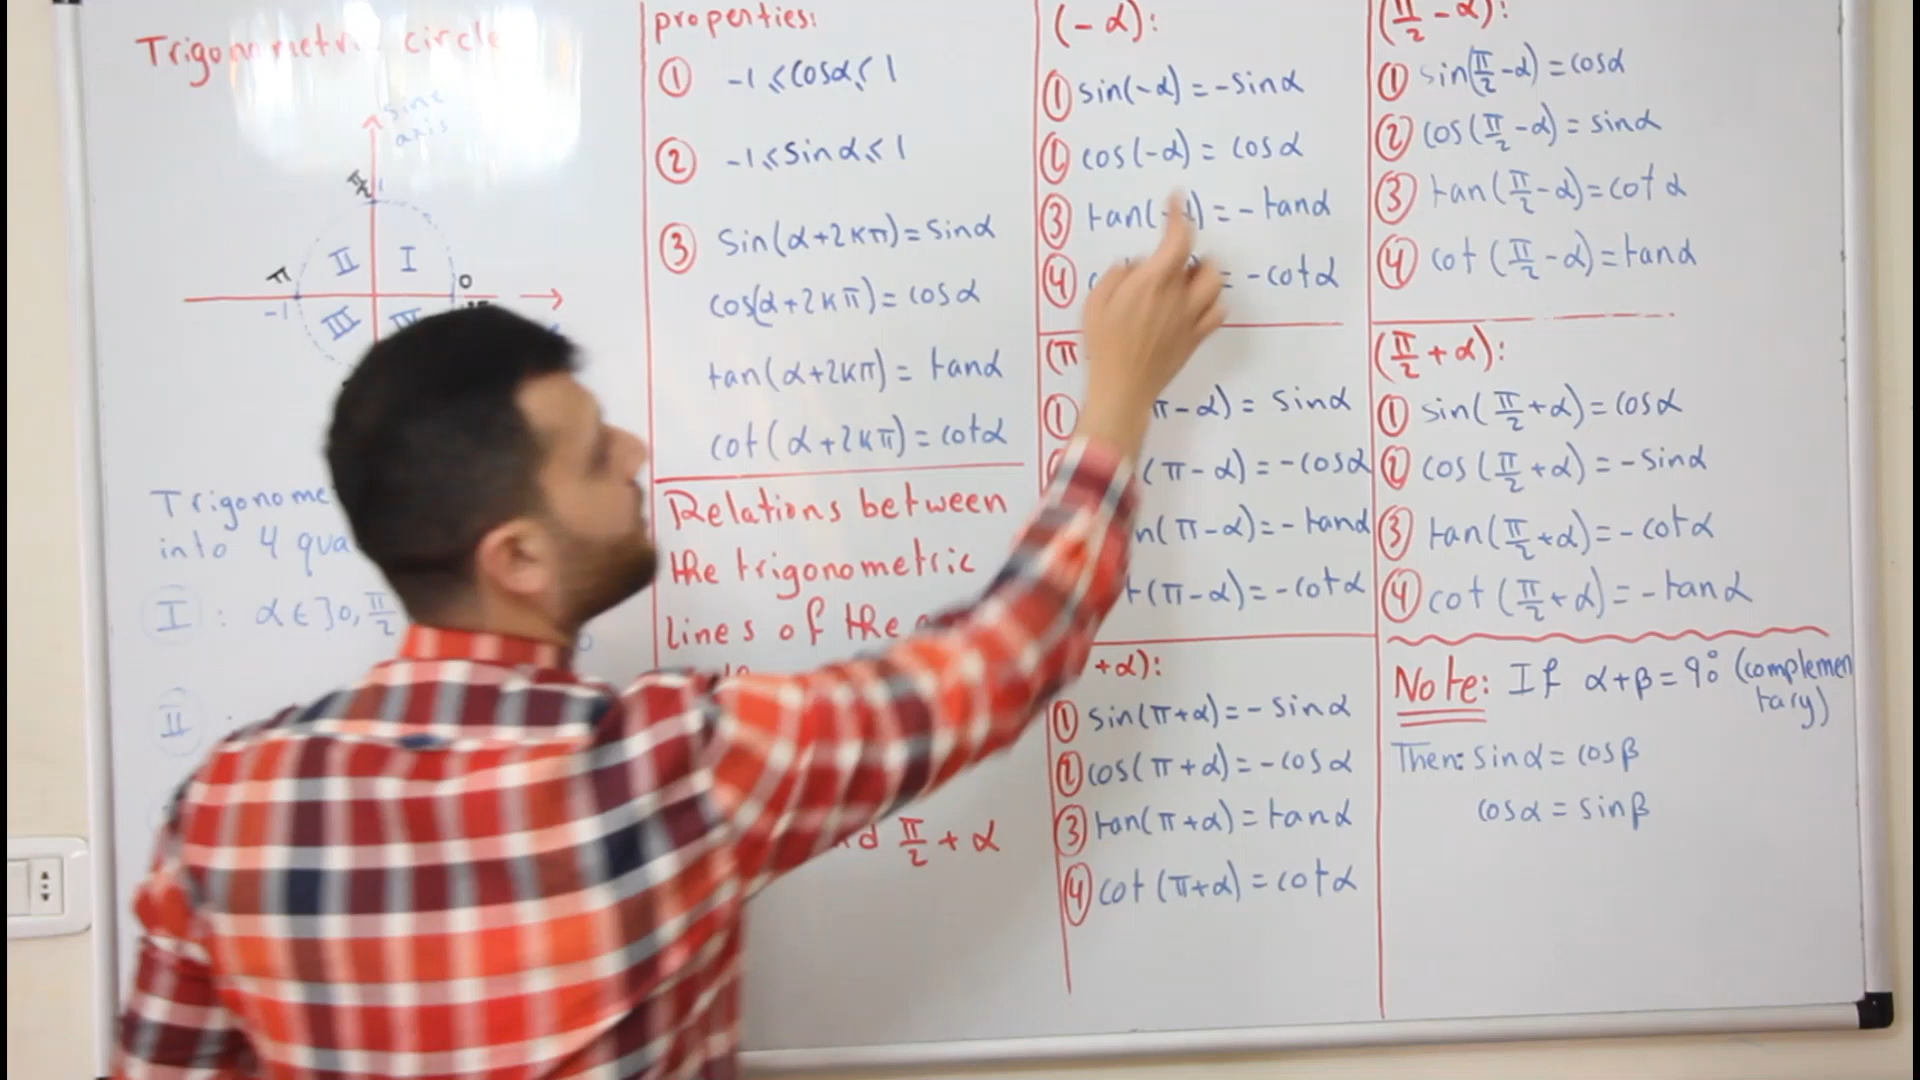 Trigonometric circle
sine
axis
π/2
1
π
II
I
0
-1
III
IV
Trigonome
into 4 qua
I : α ∈ ]0, π/2
II :
properties:
① -1 ≤ cosα ≤ 1
② -1 ≤ sinα ≤ 1
③ sin(α+2kπ) = sinα
cos(α+2kπ) = cosα
tan(α+2kπ) = tanα
cot(α+2kπ) = cotα
Relations between
the trigonometric
lines of the
π/2 + α
(-α):
① sin(-α) = -sinα
② cos(-α) = cosα
③ tan(-α) = -tanα
④ = -cotα
(π
① π-α) = sinα
(π-α) = -cosα
n(π-α) = -tanα
t(π-α) = -cotα
+α):
① sin(π+α) = -sinα
② cos(π+α) = -cosα
③ tan(π+α) = tanα
④ cot(π+α) = cotα
(π/2 - α):
① sin(π/2 -α) = cosα
② cos(π/2 -α) = sinα
③ tan(π/2 -α) = cotα
④ cot(π/2 -α) = tanα
(π/2 + α):
① sin(π/2 +α) = cosα
② cos(π/2 +α) = -sinα
③ tan(π/2 +α) = -cotα
④ cot(π/2 +α) = -tanα
Note: If α+β = 90° (complemen
tary)
Then: sinα = cosβ
cosα = sinβ